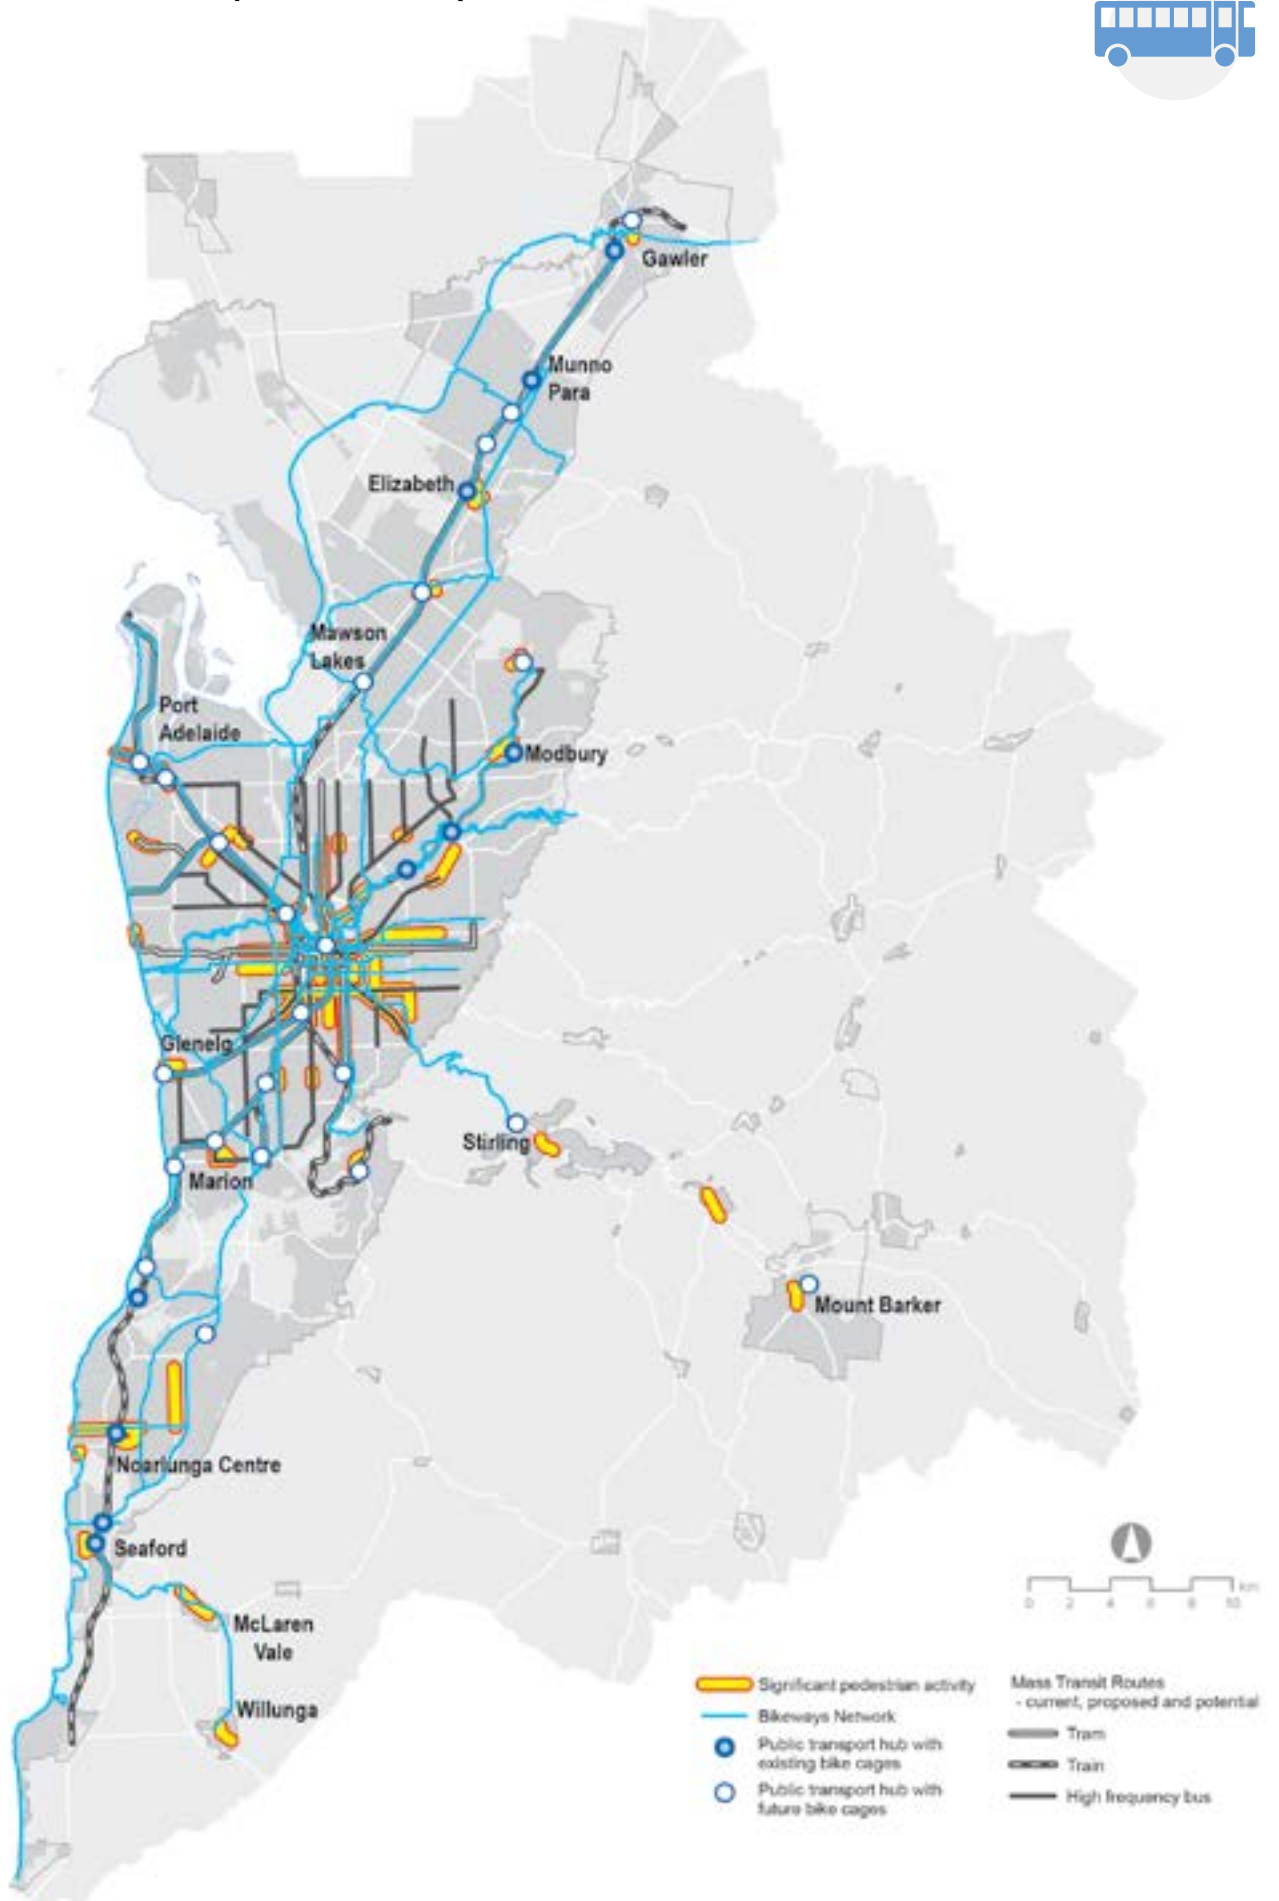 Gawler
Munno
Para
Elizabeth
Mawson
Lakes
Port
Adelaide
Modbury
Glenelg
Stirling
Marion
Mount Barker
Noarlunga Centre
Seaford
McLaren
Vale
Willunga
km
0 2 4 6 8 10
Significant pedestrian activity
Bikeways Network
Public transport hub with
existing bike cages
Public transport hub with
future bike cages
Mass Transit Routes
- current, proposed and potential
Tram
Train
High frequency bus